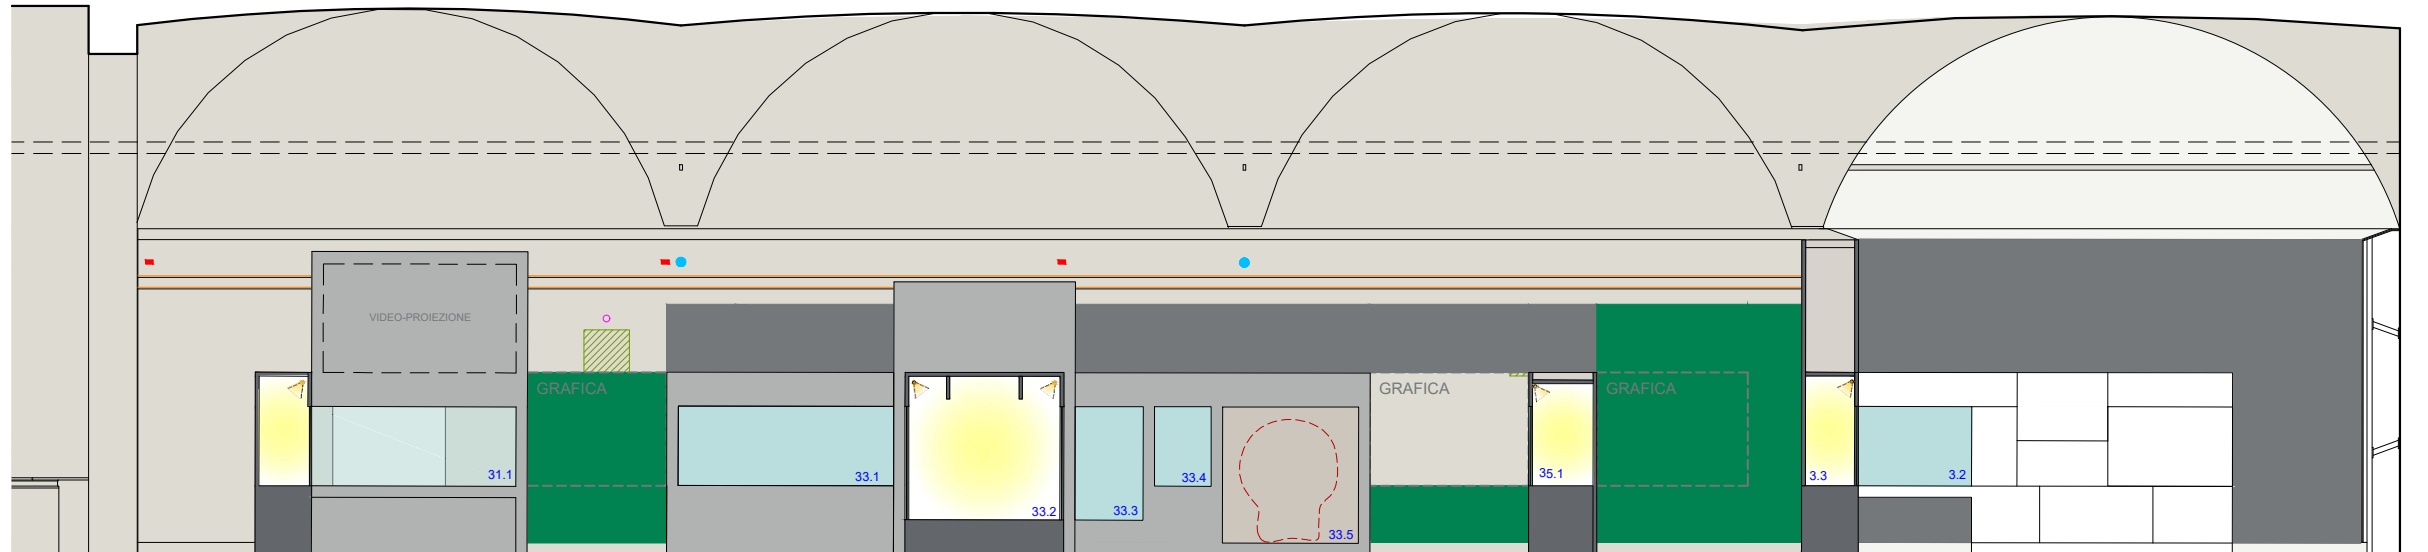 VIDEO-PROIEZIONE
GRAFICA
GRAFICA
GRAFICA
31.1
33.1
33.2
33.3
33.4
33.5
35.1
3.3
3.2